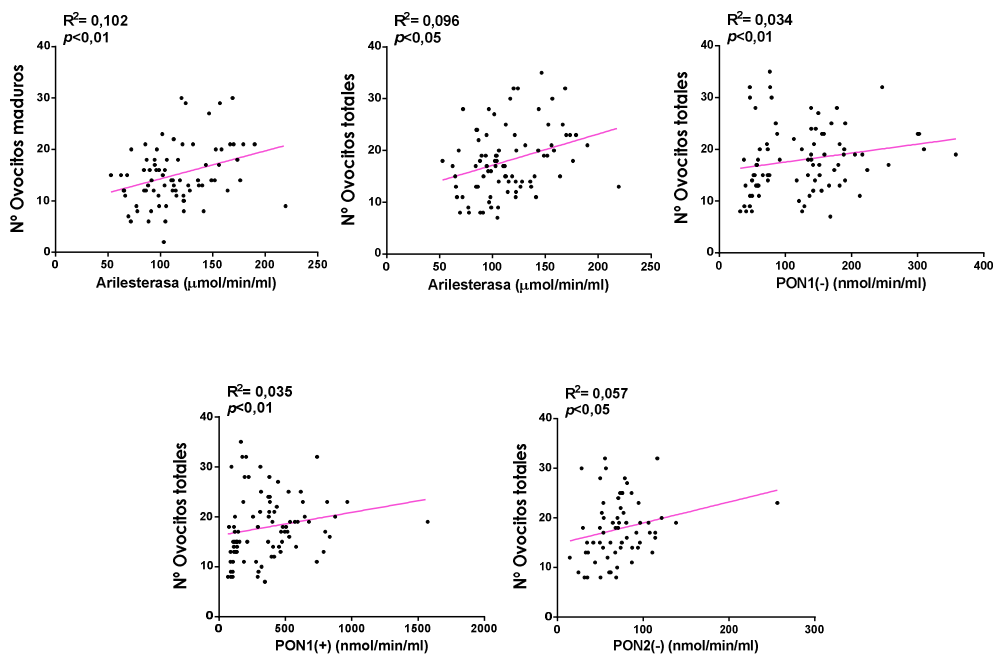 R2= 0,102
p<0,01
Nº Ovocitos maduros
40
30
20
10
0
0 50 100 150 200 250
Arilesterasa (μmol/min/ml)
R2= 0,096
p<0,05
Nº Ovocitos totales
40
30
20
10
0
0 50 100 150 200 250
Arilesterasa (μmol/min/ml)
R2= 0,034
p<0,01
Nº Ovocitos totales
40
30
20
10
0
0 100 200 300 400
PON1(-) (nmol/min/ml)
R2= 0,035
p<0,01
Nº Ovocitos totales
40
30
20
10
0
0 500 1000 1500 2000
PON1(+) (nmol/min/ml)
R2= 0,057
p<0,05
Nº Ovocitos totales
40
30
20
10
0
0 100 200 300
PON2(-) (nmol/min/ml)